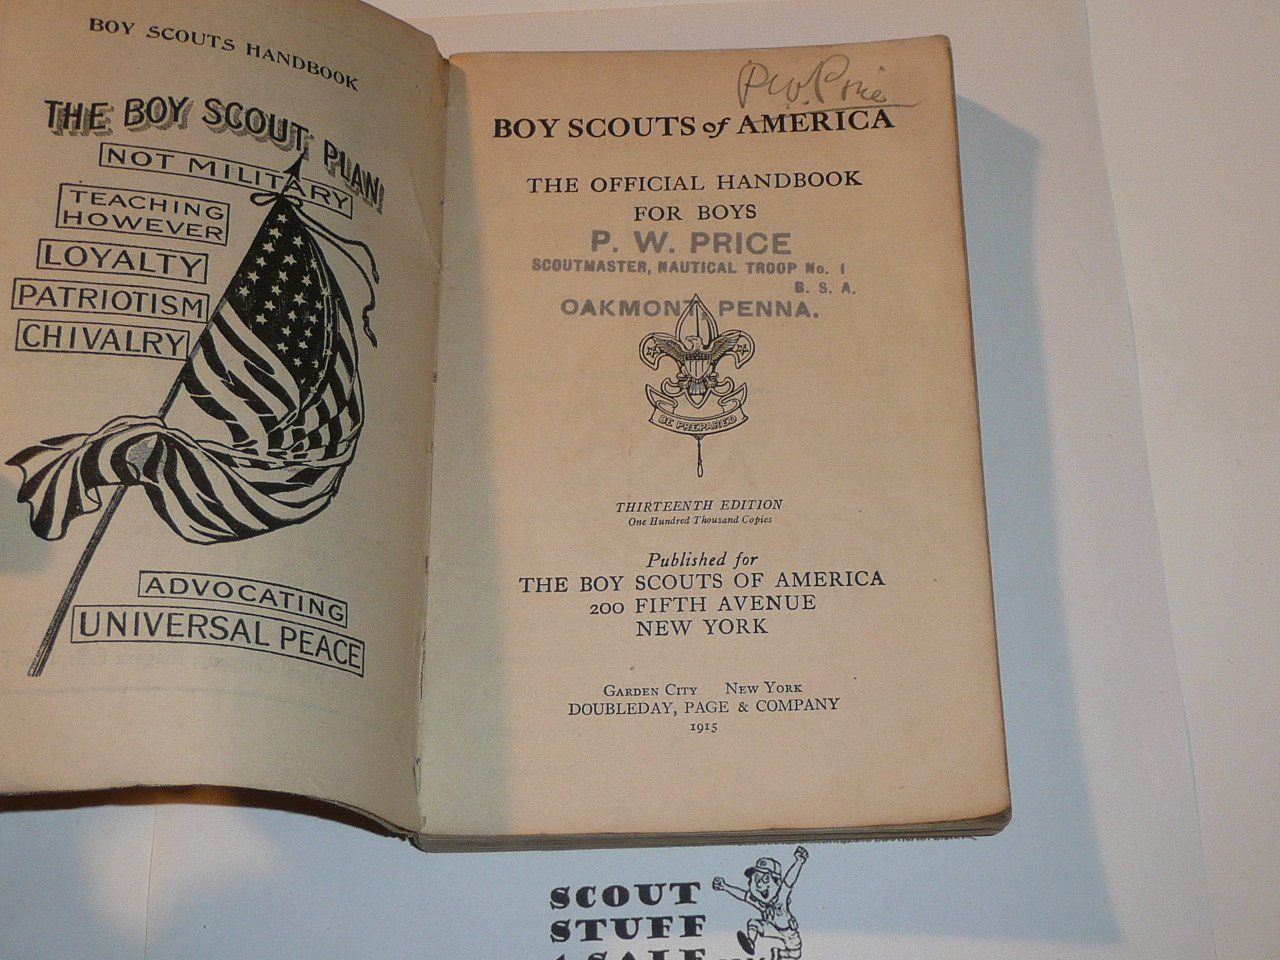 BOY SCOUTS HANDBOOK
THE BOY SCOUT PLAN
NOT MILITARY
TEACHING
HOWEVER
LOYALTY
PATRIOTISM
CHIVALRY
ADVOCATING
UNIVERSAL PEACE
P. W. Price
BOY SCOUTS of AMERICA
THE OFFICIAL HANDBOOK
FOR BOYS
P. W. PRICE
SCOUTMASTER, NAUTICAL TROOP No. 1
B. S. A.
OAKMONT PENNA.
BE PREPARED
THIRTEENTH EDITION
One Hundred Thousand Copies
Published for
THE BOY SCOUTS OF AMERICA
200 FIFTH AVENUE
NEW YORK
GARDEN CITY NEW YORK
DOUBLEDAY, PAGE & COMPANY
1915
SCOUT
STUFF
4 SALE